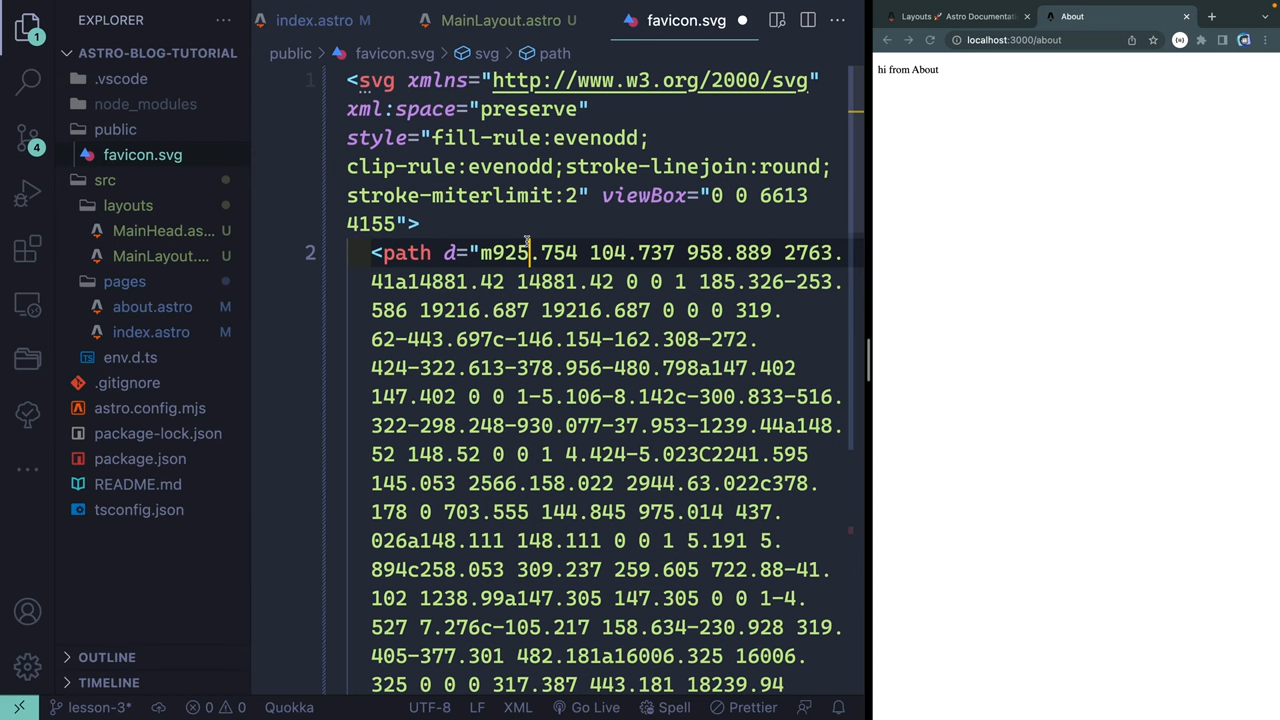 EXPLORER
ASTRO-BLOG-TUTORIAL
.vscode
node_modules
public
favicon.svg
src
layouts
MainHead.as... U
MainLayout.... U
pages
about.astro M
index.astro M
env.d.ts
.gitignore
astro.config.mjs
package-lock.json
package.json
README.md
tsconfig.json
OUTLINE
TIMELINE
1
4
index.astro M
MainLayout.astro U
favicon.svg
public > favicon.svg > svg > path
1 <svg xmlns="http://www.w3.org/2000/svg"
xml:space="preserve"
style="fill-rule:evenodd;
clip-rule:evenodd;stroke-linejoin:round;
stroke-miterlimit:2" viewBox="0 0 6613
4155">
2 <path d="m925.754 104.737 958.889 2763.
41a14881.42 14881.42 0 0 1 185.326-253.
586 19216.687 19216.687 0 0 0 319.
62-443.697c-146.154-162.308-272.
424-322.613-378.956-480.798a147.402
147.402 0 0 1-5.106-8.142c-300.833-516.
322-298.248-930.077-37.953-1239.44a148.
52 148.52 0 0 1 4.424-5.023C2241.595
145.053 2566.158.022 2944.63.022c378.
178 0 703.555 144.845 975.014 437.
026a148.111 148.111 0 0 1 5.191 5.
894c258.053 309.237 259.605 722.88-41.
102 1238.99a147.305 147.305 0 0 1-4.
527 7.276c-105.217 158.634-230.928 319.
405-377.301 482.181a16006.325 16006.
325 0 0 0 317.387 443.181 18239.94
lesson-3*
0 0
Quokka
UTF-8
LF
XML
Go Live
Spell
Prettier
Layouts 🚀 Astro Documentati
About
localhost:3000/about
hi from About